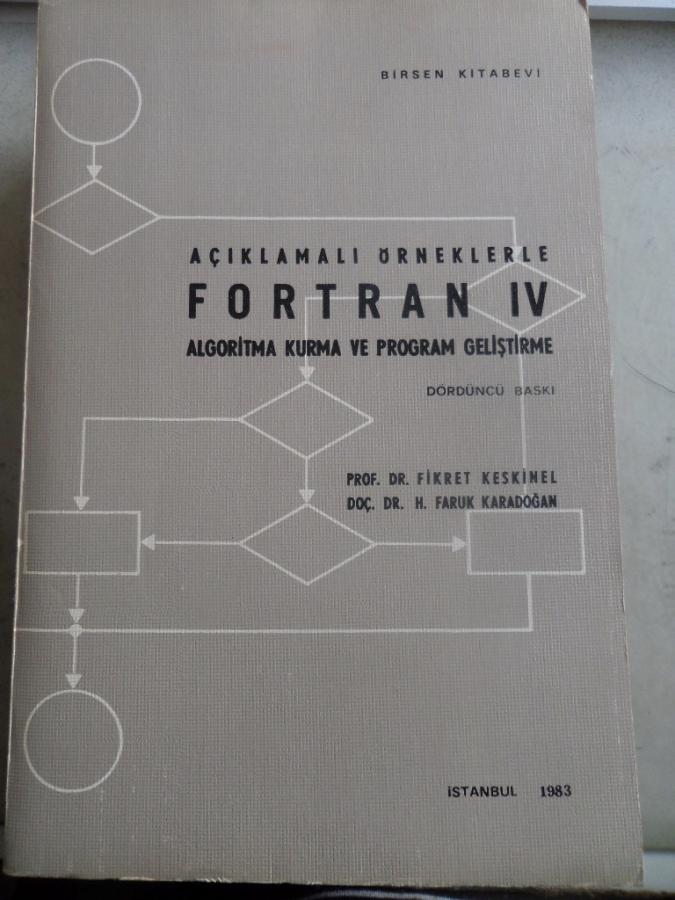 BİRSEN KİTABEVİ
AÇIKLAMALI ÖRNEKLERLE
FORTRAN IV
ALGORİTMA KURMA VE PROGRAM GELİŞTİRME
DÖRDÜNCÜ BASKI
PROF. DR. FİKRET KESKİNEL
DOÇ. DR. H. FARUK KARADOĞAN
İSTANBUL 1983